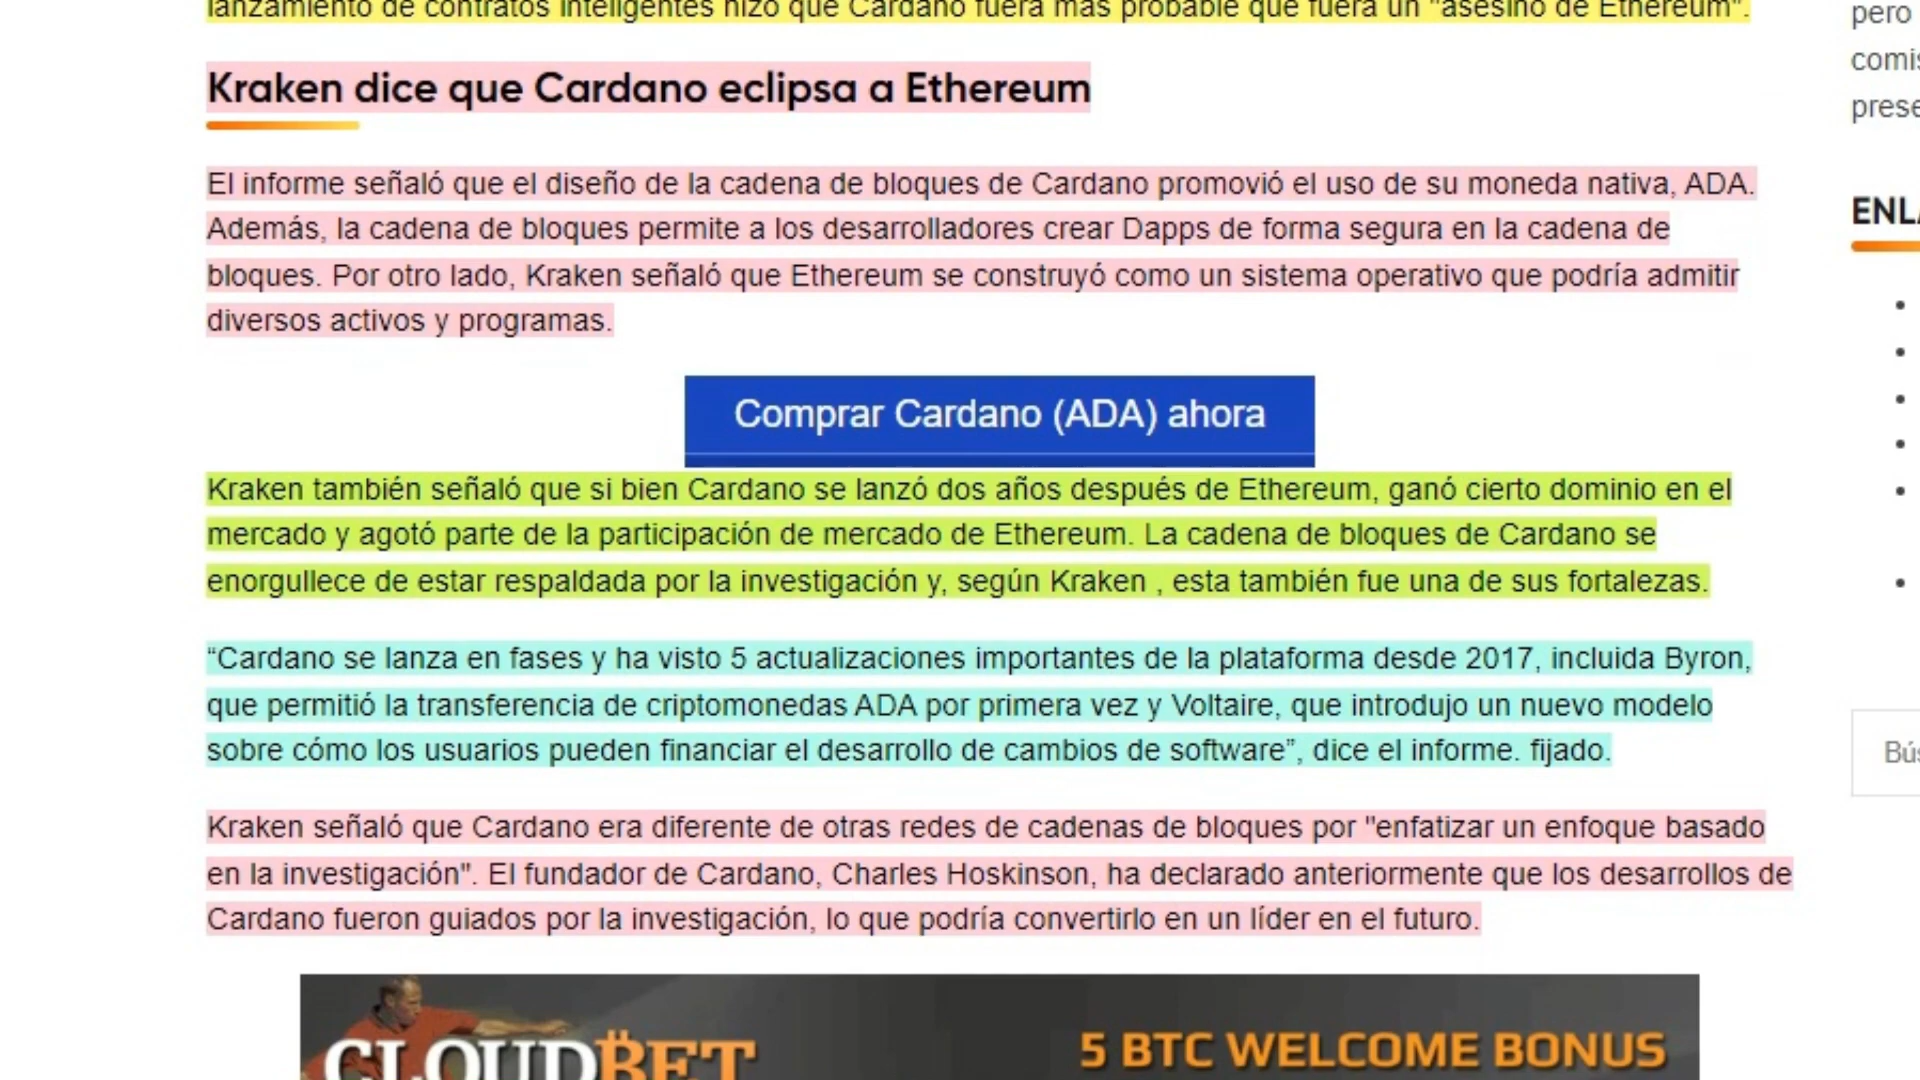 lanzamiento de contratos inteligentes hizo que Cardano fuera más probable que fuera un "asesino de Ethereum".
Kraken dice que Cardano eclipsa a Ethereum
El informe señaló que el diseño de la cadena de bloques de Cardano promovió el uso de su moneda nativa, ADA.
Además, la cadena de bloques permite a los desarrolladores crear Dapps de forma segura en la cadena de
bloques. Por otro lado, Kraken señaló que Ethereum se construyó como un sistema operativo que podría admitir
diversos activos y programas.
Comprar Cardano (ADA) ahora
Kraken también señaló que si bien Cardano se lanzó dos años después de Ethereum, ganó cierto dominio en el
mercado y agotó parte de la participación de mercado de Ethereum. La cadena de bloques de Cardano se
enorgullece de estar respaldada por la investigación y, según Kraken , esta también fue una de sus fortalezas.
“Cardano se lanza en fases y ha visto 5 actualizaciones importantes de la plataforma desde 2017, incluida Byron,
que permitió la transferencia de criptomonedas ADA por primera vez y Voltaire, que introdujo un nuevo modelo
sobre cómo los usuarios pueden financiar el desarrollo de cambios de software”, dice el informe. fijado.
Kraken señaló que Cardano era diferente de otras redes de cadenas de bloques por "enfatizar un enfoque basado
en la investigación". El fundador de Cardano, Charles Hoskinson, ha declarado anteriormente que los desarrollos de
Cardano fueron guiados por la investigación, lo que podría convertirlo en un líder en el futuro.
CLOUDBET
5 BTC WELCOME BONUS
pero